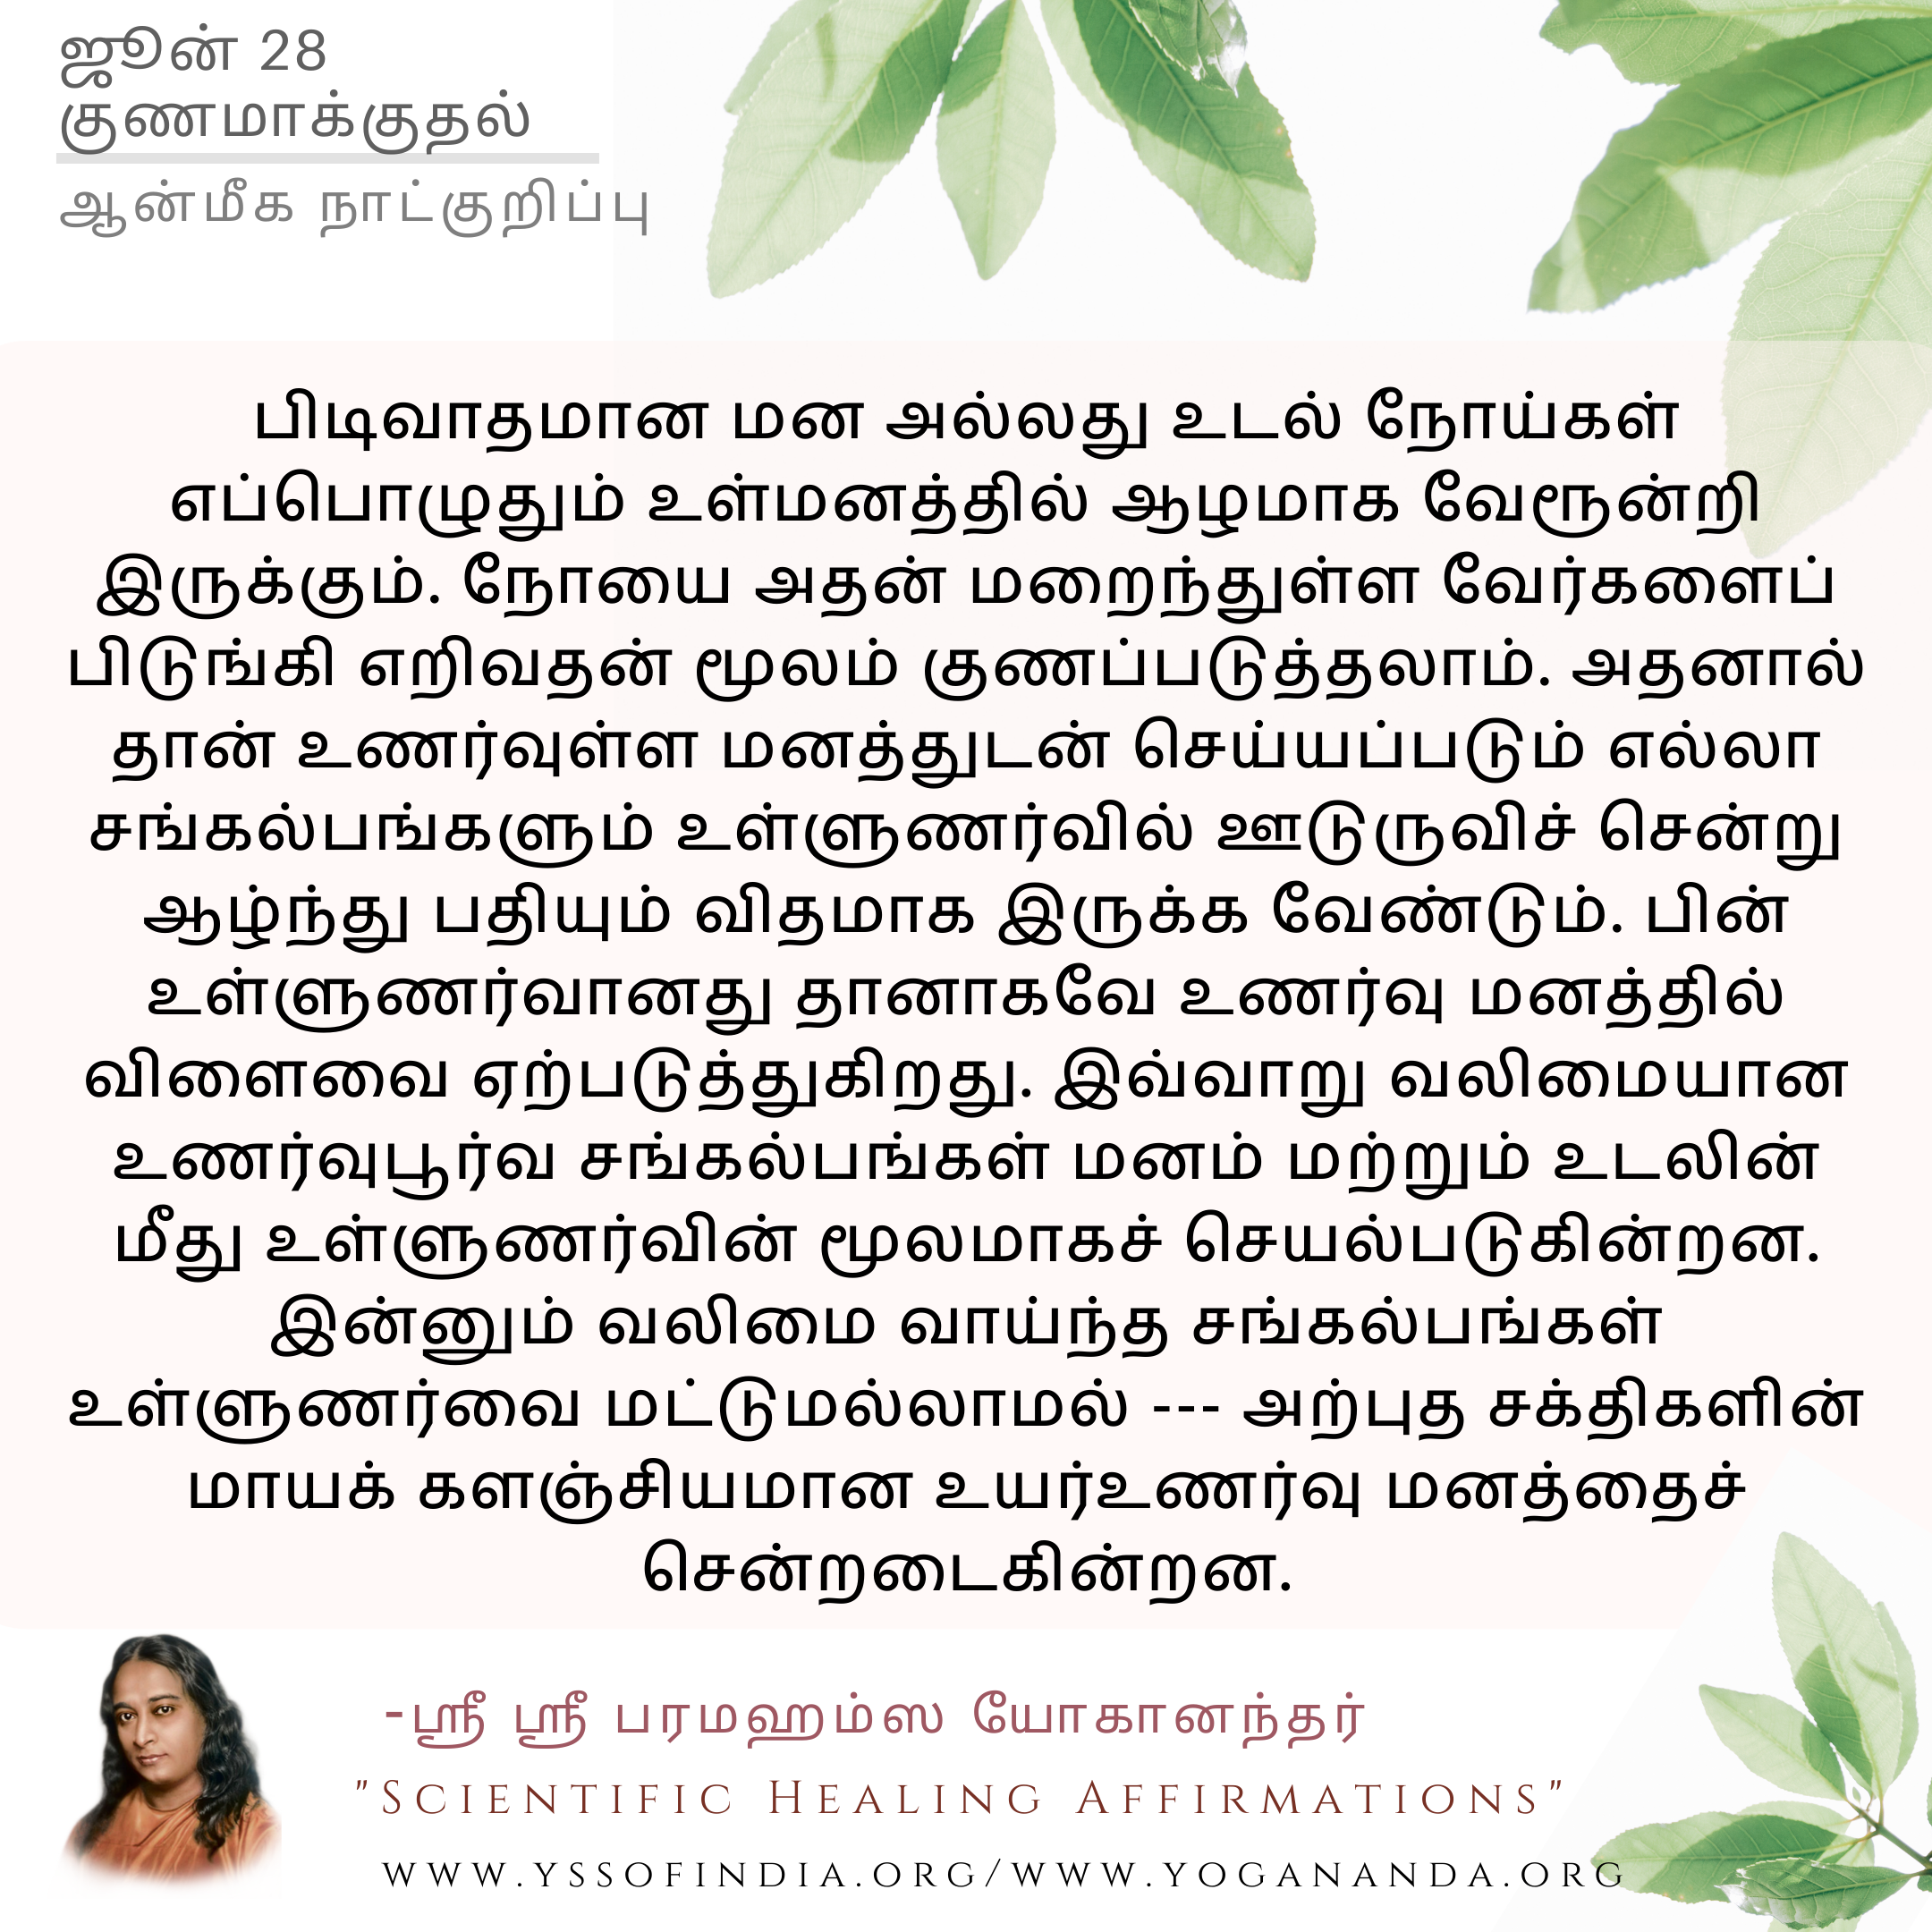 ஜூன் 28
குணமாக்குதல்
ஆன்மீக நாட்குறிப்பு
பிடிவாதமான மன அல்லது உடல் நோய்கள்
எப்பொழுதும் உள்மனத்தில் ஆழமாக வேரூன்றி
இருக்கும். நோயை அதன் மறைந்துள்ள வேர்களைப்
பிடுங்கி எறிவதன் மூலம் குணப்படுத்தலாம். அதனால்
தான் உணர்வுள்ள மனத்துடன் செய்யப்படும் எல்லா
சங்கல்பங்களும் உள்ளுணர்வில் ஊடுருவிச் சென்று
ஆழ்ந்து பதியும் விதமாக இருக்க வேண்டும். பின்
உள்ளுணர்வானது தானாகவே உணர்வு மனத்தில்
விளைவை ஏற்படுத்துகிறது. இவ்வாறு வலிமையான
உணர்வுபூர்வ சங்கல்பங்கள் மனம் மற்றும் உடலின்
மீது உள்ளுணர்வின் மூலமாகச் செயல்படுகின்றன.
இன்னும் வலிமை வாய்ந்த சங்கல்பங்கள்
உள்ளுணர்வை மட்டுமல்லாமல் --- அற்புத சக்திகளின்
மாயக் களஞ்சியமான உயர்உணர்வு மனத்தைச்
சென்றடைகின்றன.
-ஸ்ரீ ஸ்ரீ பரமஹம்ஸ யோகானந்தர்
"Scientific Healing Affirmations"
www.yssofindia.org/www.yogananda.org